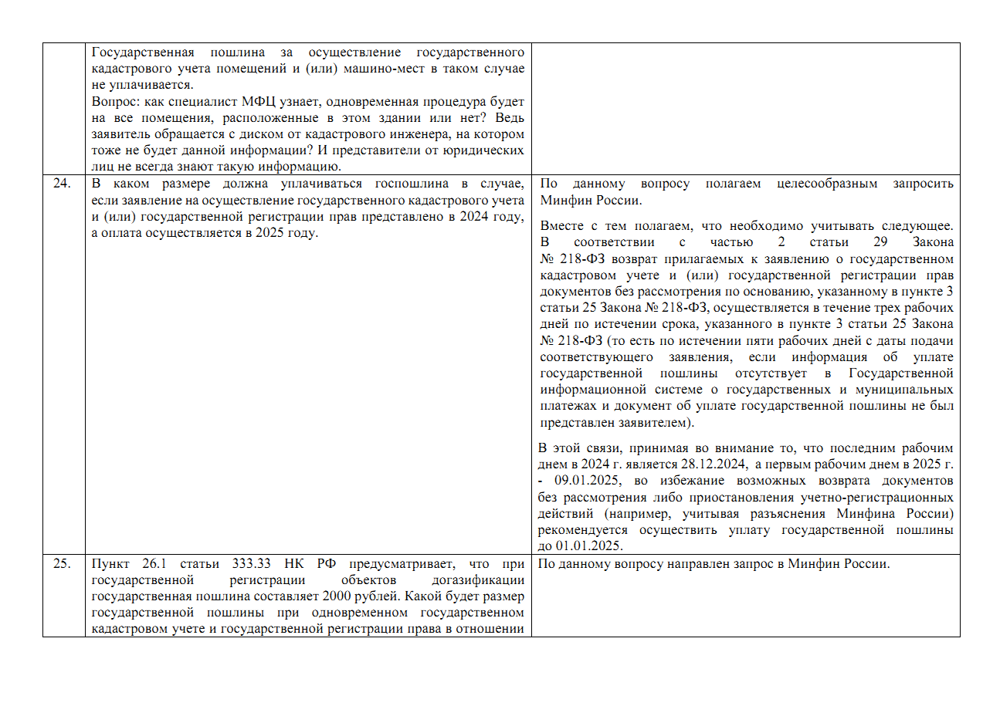 Государственная пошлина за осуществление государственного
кадастрового учета помещений и (или) машино-мест в таком случае
не уплачивается.
Вопрос: как специалист МФЦ узнает, одновременная процедура будет
на все помещения, расположенные в этом здании или нет? Ведь
заявитель обращается с диском от кадастрового инженера, на котором
тоже не будет данной информации? И представители от юридических
лиц не всегда знают такую информацию.
24.
В каком размере должна уплачиваться госпошлина в случае,
если заявление на осуществление государственного кадастрового учета
и (или) государственной регистрации прав представлено в 2024 году,
а оплата осуществляется в 2025 году.
По данному вопросу полагаем целесообразным запросить
Минфин России.
Вместе с тем полагаем, что необходимо учитывать следующее.
В соответствии с частью 2 статьи 29 Закона
№ 218-ФЗ возврат прилагаемых к заявлению о государственном
кадастровом учете и (или) государственной регистрации прав
документов без рассмотрения по основанию, указанному в пункте 3
статьи 25 Закона № 218-ФЗ, осуществляется в течение трех рабочих
дней по истечении срока, указанного в пункте 3 статьи 25 Закона
№ 218-ФЗ (то есть по истечении пяти рабочих дней с даты подачи
соответствующего заявления, если информация об уплате
государственной пошлины отсутствует в Государственной
информационной системе о государственных и муниципальных
платежах и документ об уплате государственной пошлины не был
представлен заявителем).
В этой связи, принимая во внимание то, что последним рабочим
днем в 2024 г. является 28.12.2024, а первым рабочим днем в 2025 г.
- 09.01.2025, во избежание возможных возврата документов
без рассмотрения либо приостановления учетно-регистрационных
действий (например, учитывая разъяснения Минфина России)
рекомендуется осуществить уплату государственной пошлины
до 01.01.2025.
25.
Пункт 26.1 статьи 333.33 НК РФ предусматривает, что при
государственной регистрации объектов догазификации
государственная пошлина составляет 2000 рублей. Какой будет размер
государственной пошлины при одновременном государственном
кадастровом учете и государственной регистрации права в отношении
По данному вопросу направлен запрос в Минфин России.